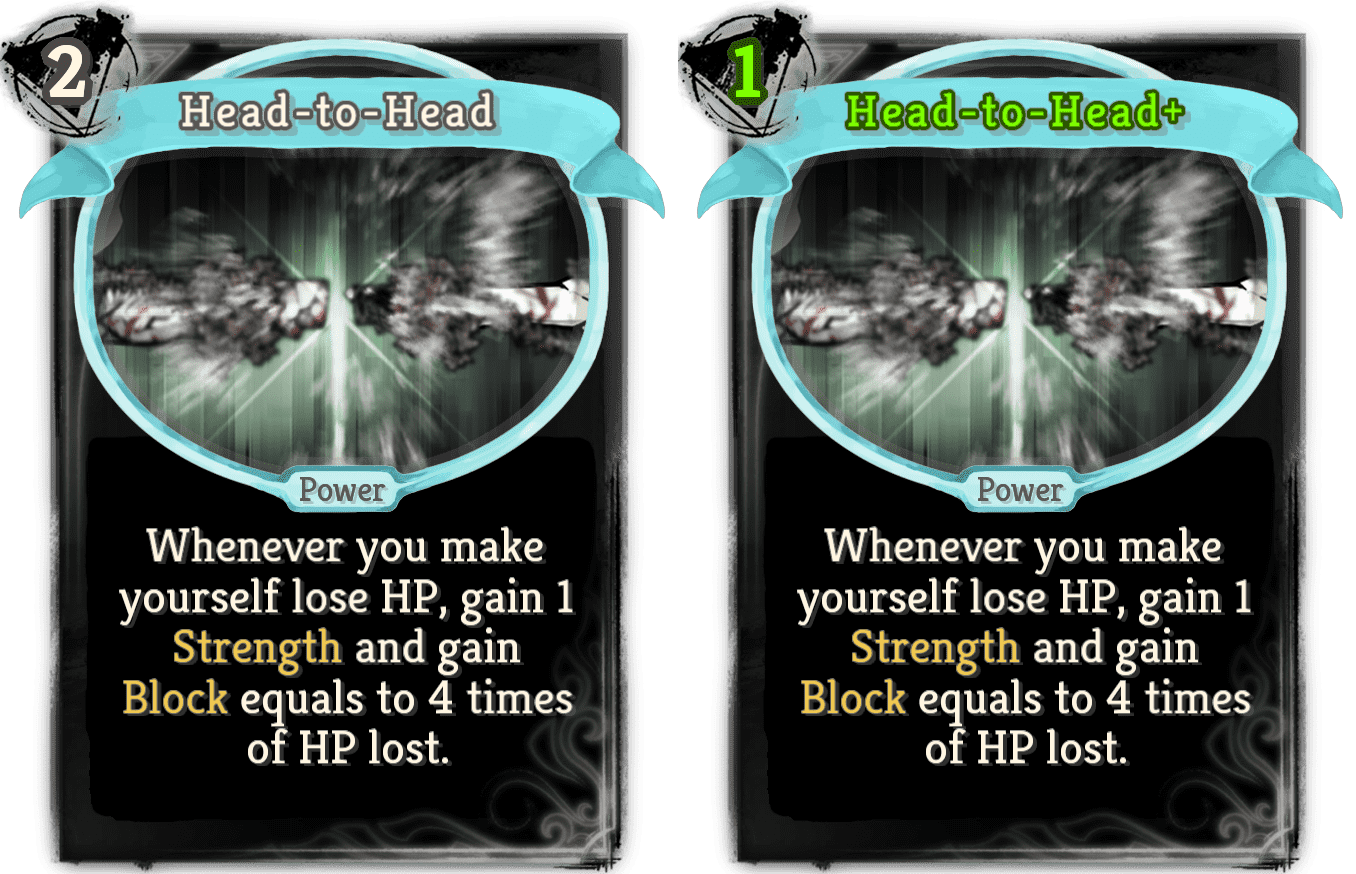 2
Head-to-Head
Power
Whenever you make
yourself lose HP, gain 1
Strength and gain
Block equals to 4 times
of HP lost.
1
Head-to-Head+
Power
Whenever you make
yourself lose HP, gain 1
Strength and gain
Block equals to 4 times
of HP lost.